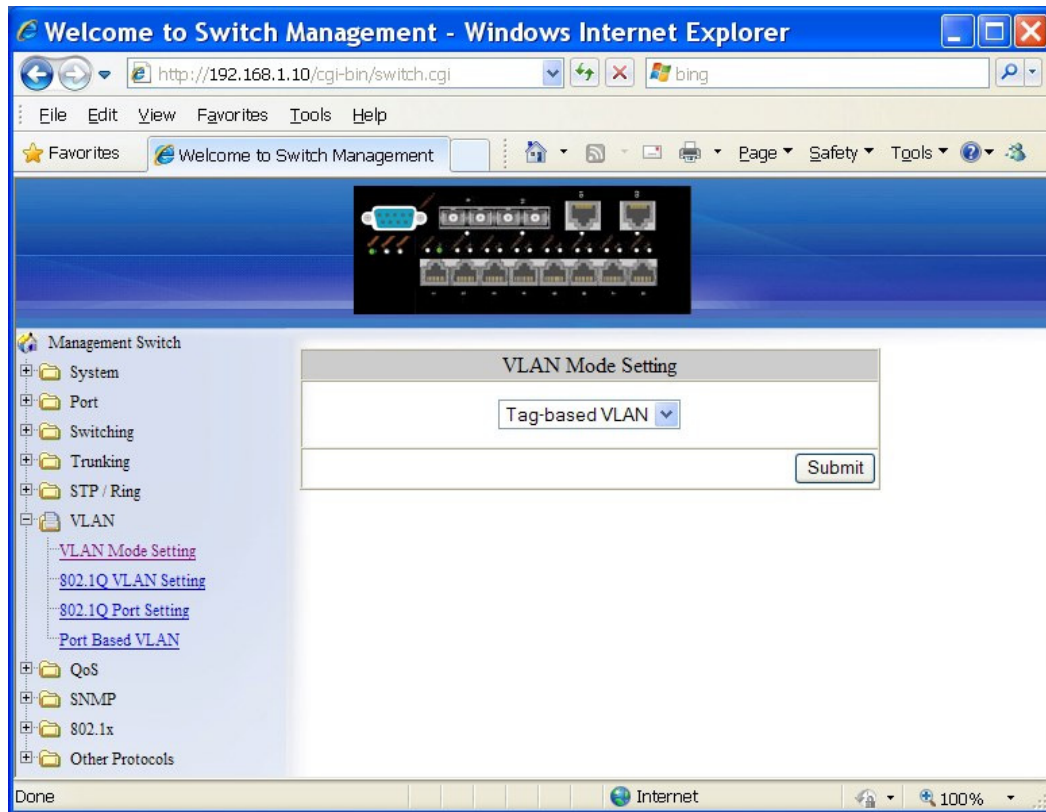 Welcome to Switch Management - Windows Internet Explorer
http://192.168.1.10/cgi-bin/switch.cgi
bing
File Edit View Favorites Tools Help
Favorites
Welcome to Switch Management
Page Safety Tools
Management Switch
System
Port
Switching
Trunking
STP / Ring
VLAN
VLAN Mode Setting
802.1Q VLAN Setting
802.1Q Port Setting
Port Based VLAN
QoS
SNMP
802.1x
Other Protocols
VLAN Mode Setting
Tag-based VLAN
Submit
Done
Internet
100%